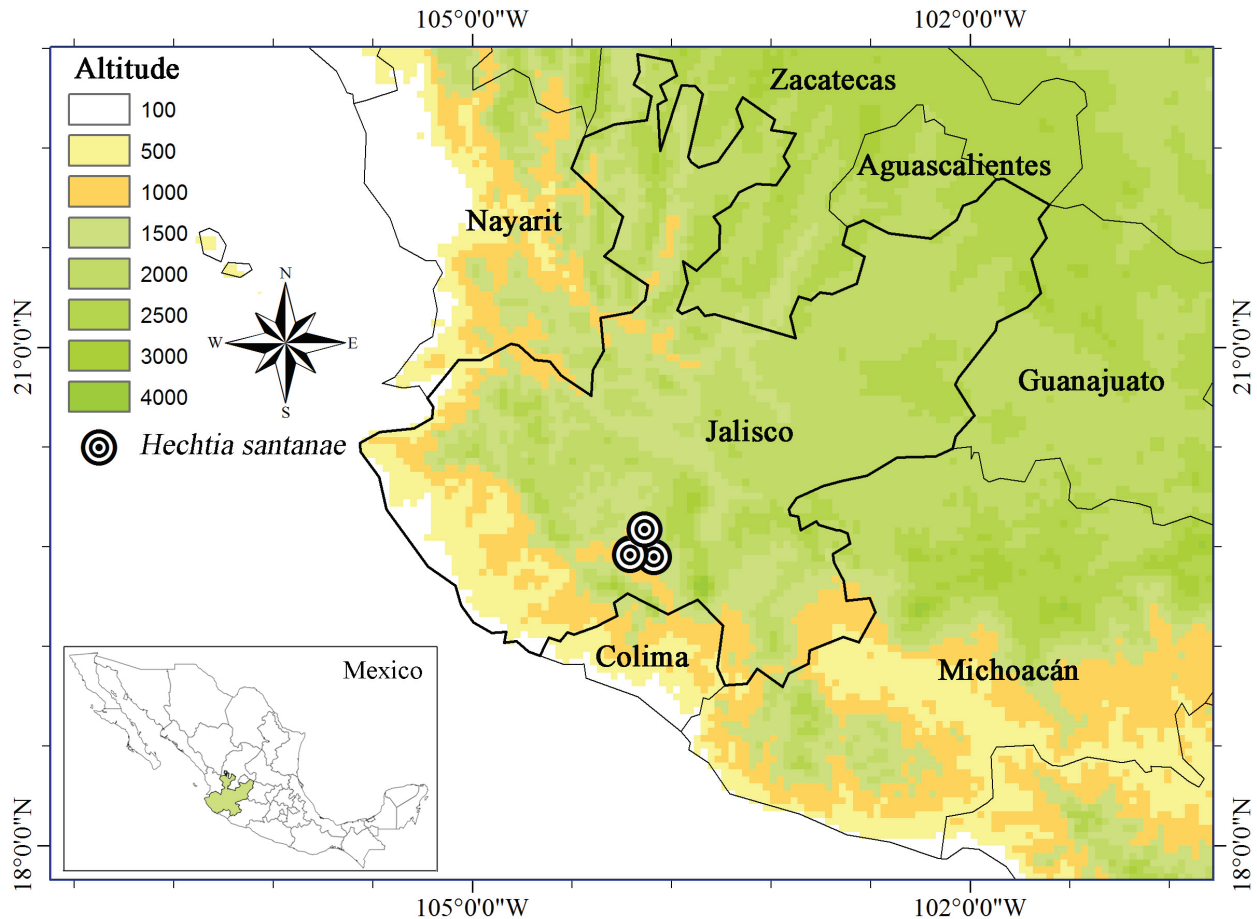 105°0'0"W
102°0'0"W
Altitude
100
500
1000
1500
2000
2500
3000
4000
Hechtia santanae
N
W
E
S
Zacatecas
Aguascalientes
Nayarit
Guanajuato
Jalisco
Colima
Michoacán
Mexico
21°0'0"N
21°0'0"N
18°0'0"N
18°0'0"N
105°0'0"W
102°0'0"W